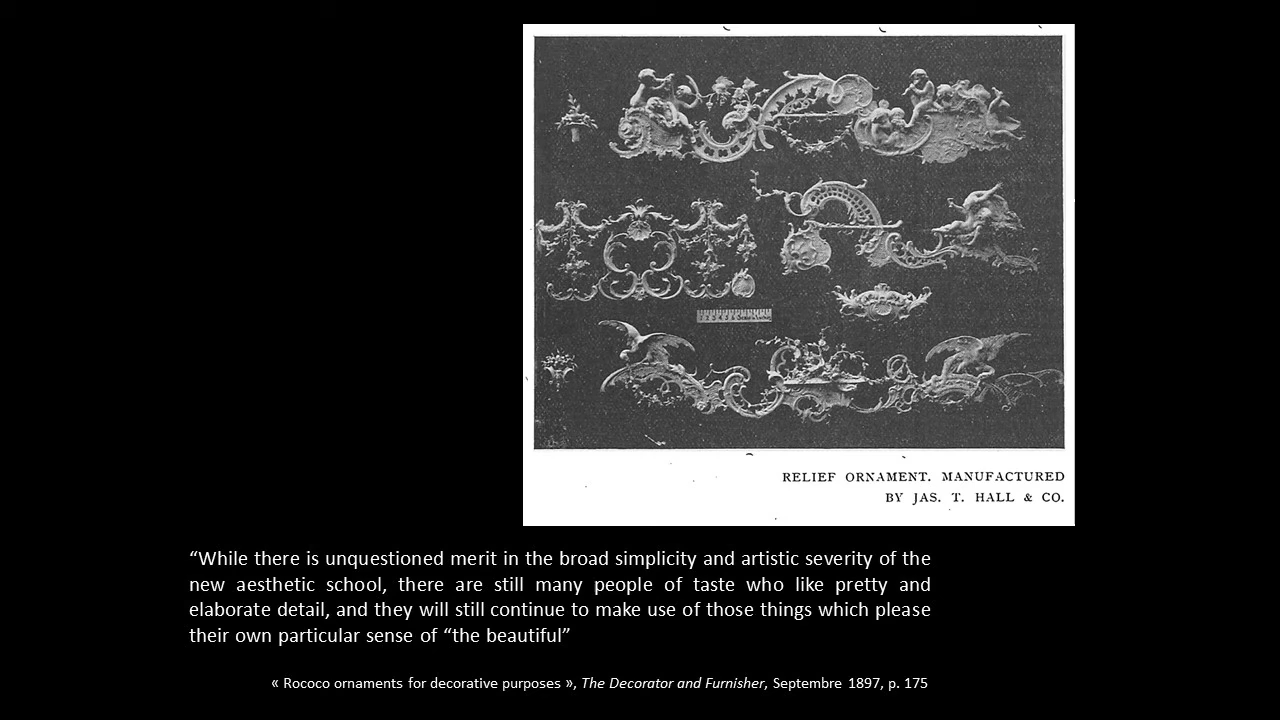 RELIEF ORNAMENT. MANUFACTURED
BY JAS. T. HALL & CO.
“While there is unquestioned merit in the broad simplicity and artistic severity of the
new aesthetic school, there are still many people of taste who like pretty and
elaborate detail, and they will still continue to make use of those things which please
their own particular sense of “the beautiful”
« Rococo ornaments for decorative purposes », The Decorator and Furnisher, Septembre 1897, p. 175